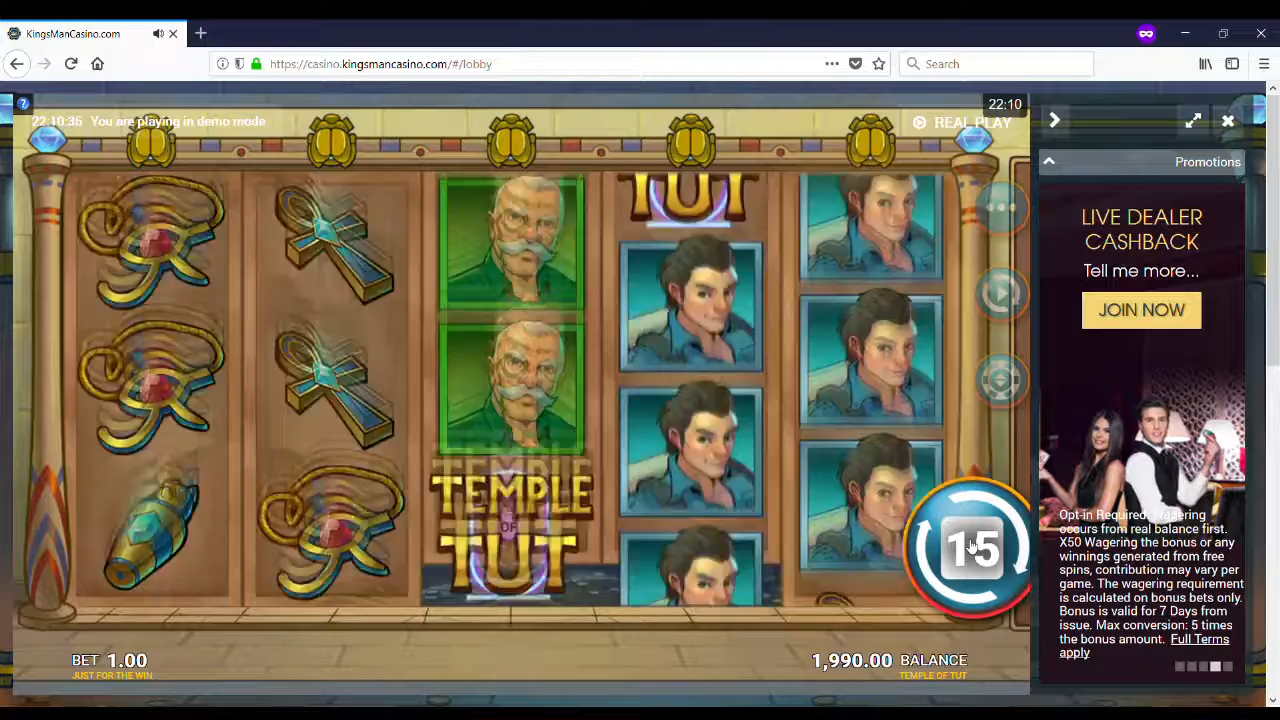 KingsManCasino.com
https://casino.kingsmancasino.com/#/lobby
Search
22:10
22:10:36 You are playing in demo mode
REAL PLAY
Promotions
TUT
LIVE DEALER
CASHBACK
Tell me more...
JOIN NOW
TEMPLE
OF
TUT
15
Opt-in Required. Wagering
occurs from real balance first.
X50 Wagering the bonus or any
winnings generated from free
spins, contribution may vary per
game. The wagering requirement
is calculated on bonus bets only.
Bonus is valid for 7 Days from
issue. Max conversion: 5 times
the bonus amount. Full Terms
apply
BET 1.00
JUST FOR THE WIN
1,990.00 BALANCE
TEMPLE OF TUT